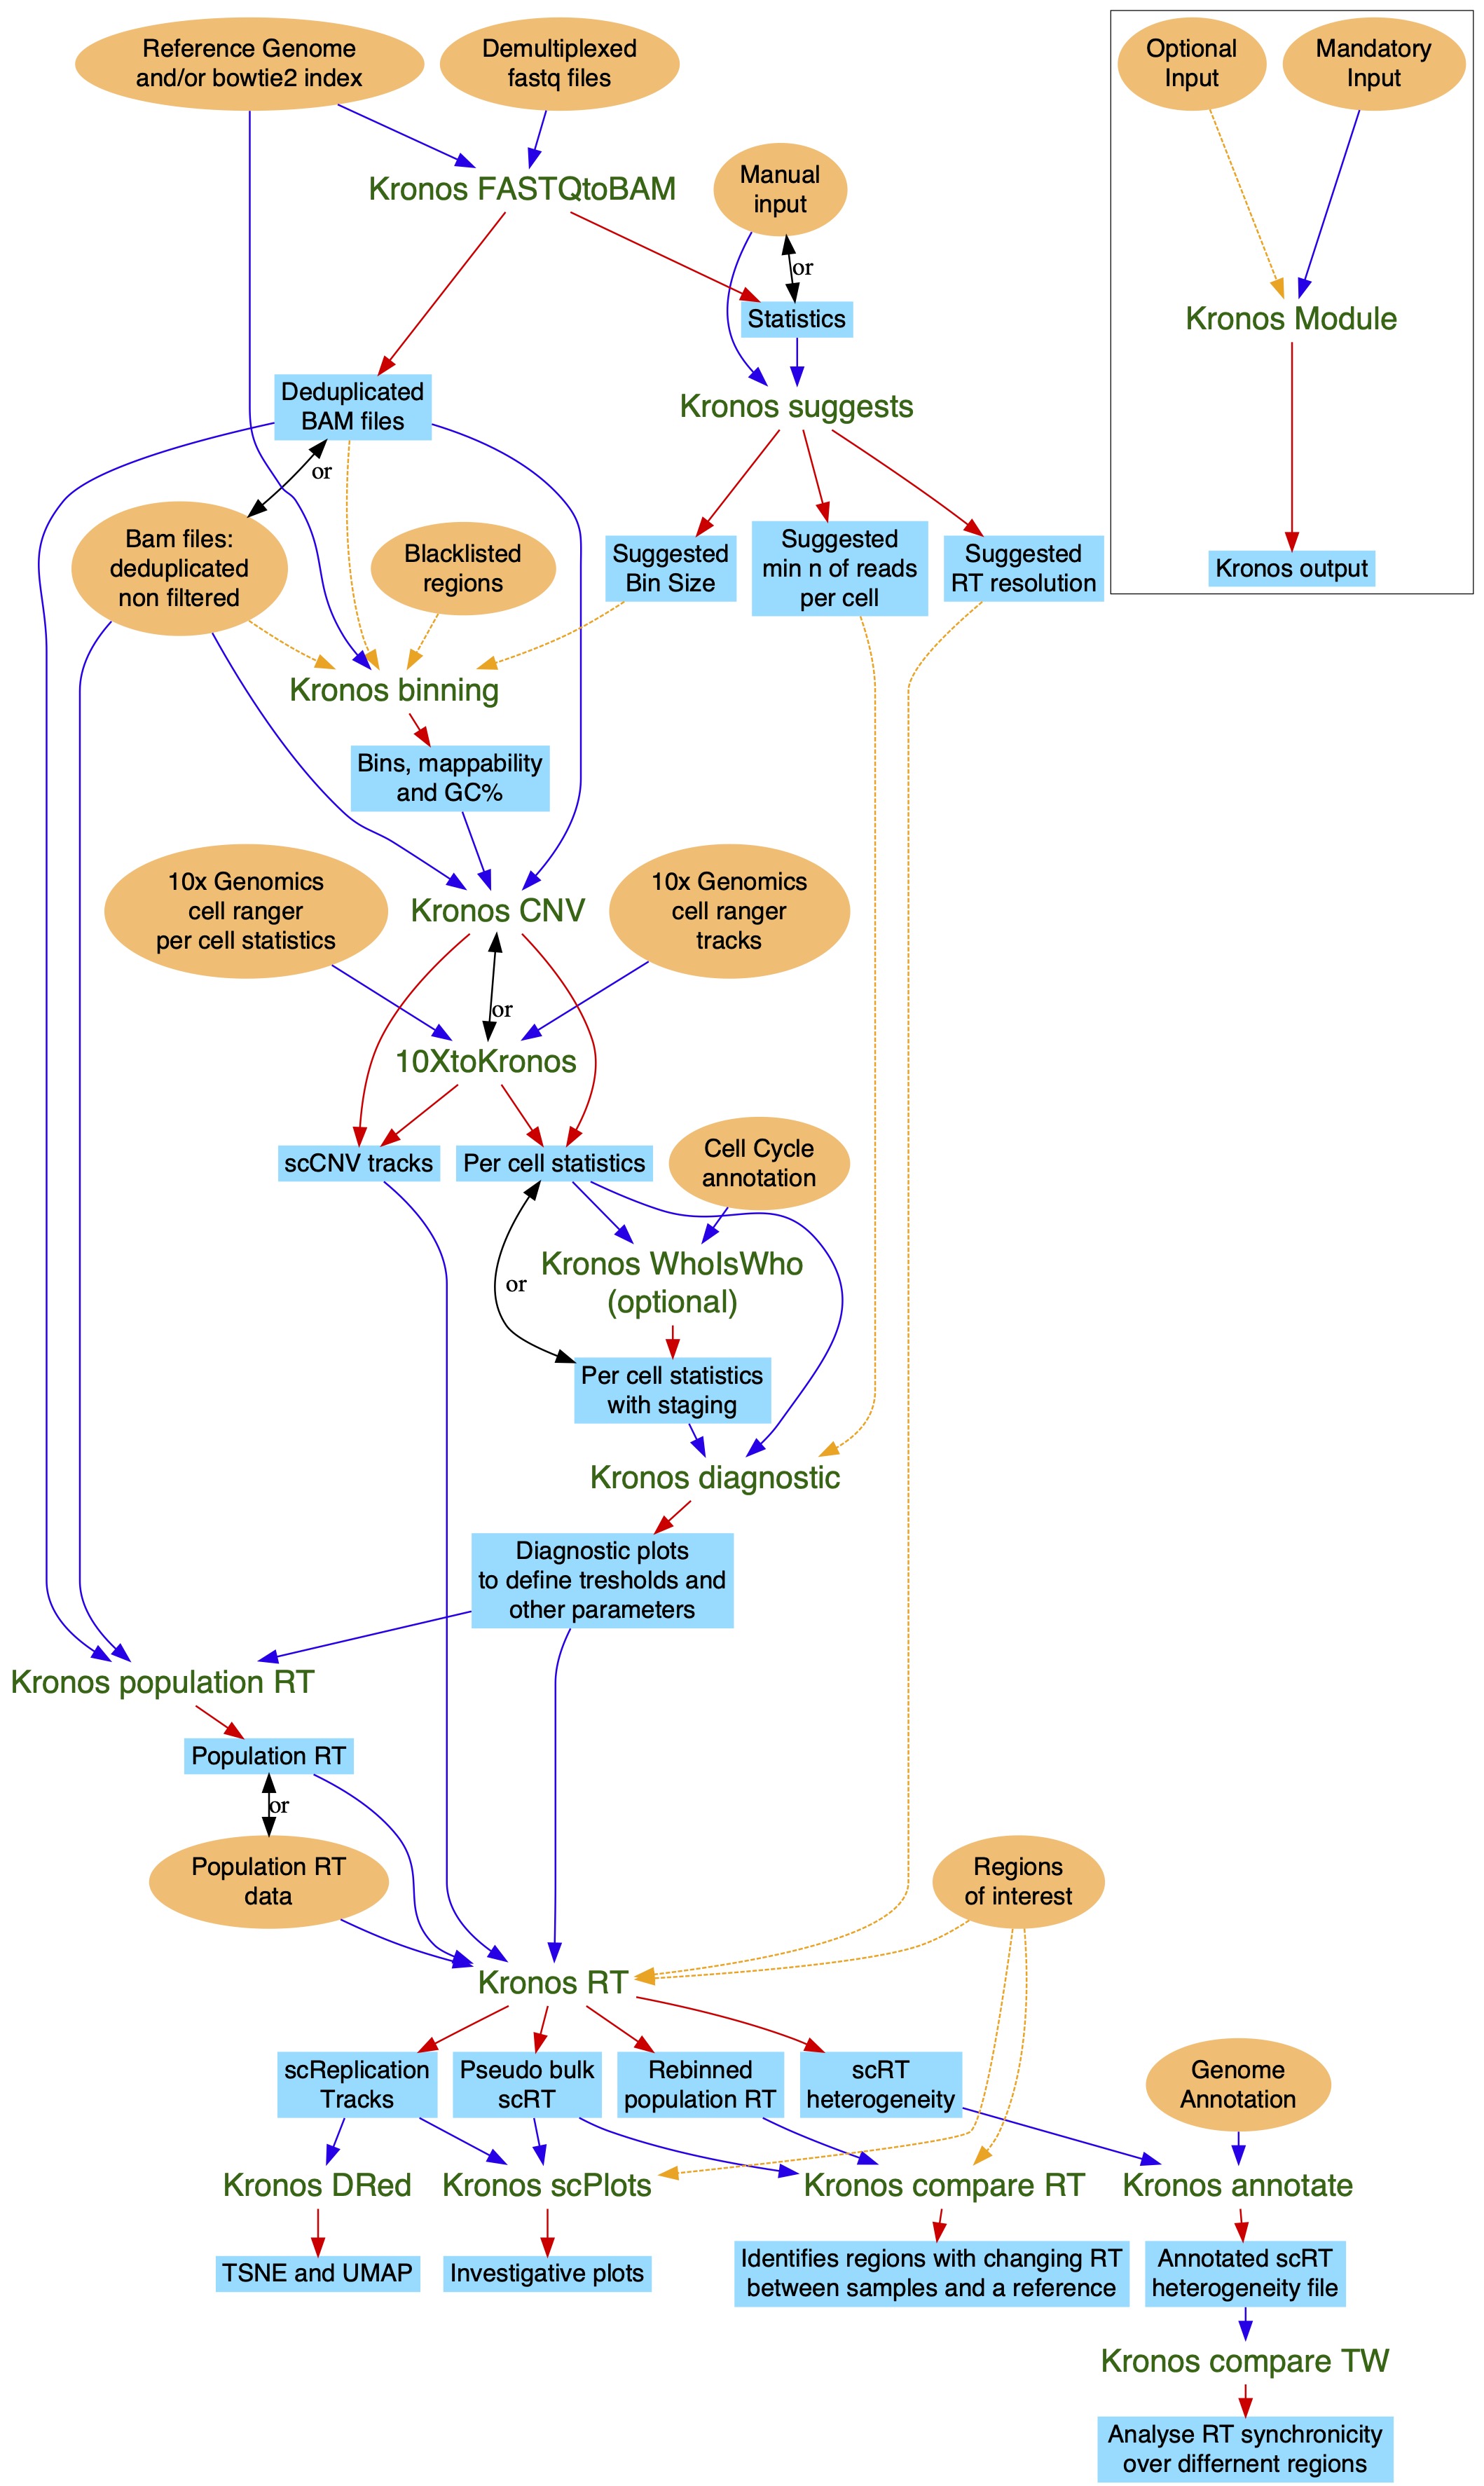 Reference Genome
and/or bowtie2 index
Demultiplexed
fastq files
Optional
Input
Mandatory
Input
Kronos FASTQtoBAM
Manual
input
or
Statistics
Kronos Module
Deduplicated
BAM files
Kronos suggests
or
Bam files:
deduplicated
non filtered
Blacklisted
regions
Suggested
Bin Size
Suggested
min n of reads
per cell
Suggested
RT resolution
Kronos output
Kronos binning
Bins, mappability
and GC%
10x Genomics
cell ranger
per cell statistics
Kronos CNV
10x Genomics
cell ranger
tracks
or
10XtoKronos
scCNV tracks
Per cell statistics
Cell Cycle
annotation
Kronos WhoIsWho
(optional)
or
Per cell statistics
with staging
Kronos diagnostic
Diagnostic plots
to define tresholds and
other parameters
Kronos population RT
Population RT
or
Population RT
data
Regions
of interest
Kronos RT
scReplication
Tracks
Pseudo bulk
scRT
Rebinned
population RT
scRT
heterogeneity
Genome
Annotation
Kronos DRed
Kronos scPlots
Kronos compare RT
Kronos annotate
TSNE and UMAP
Investigative plots
Identifies regions with changing RT
between samples and a reference
Annotated scRT
heterogeneity file
Kronos compare TW
Analyse RT synchronicity
over differnent regions